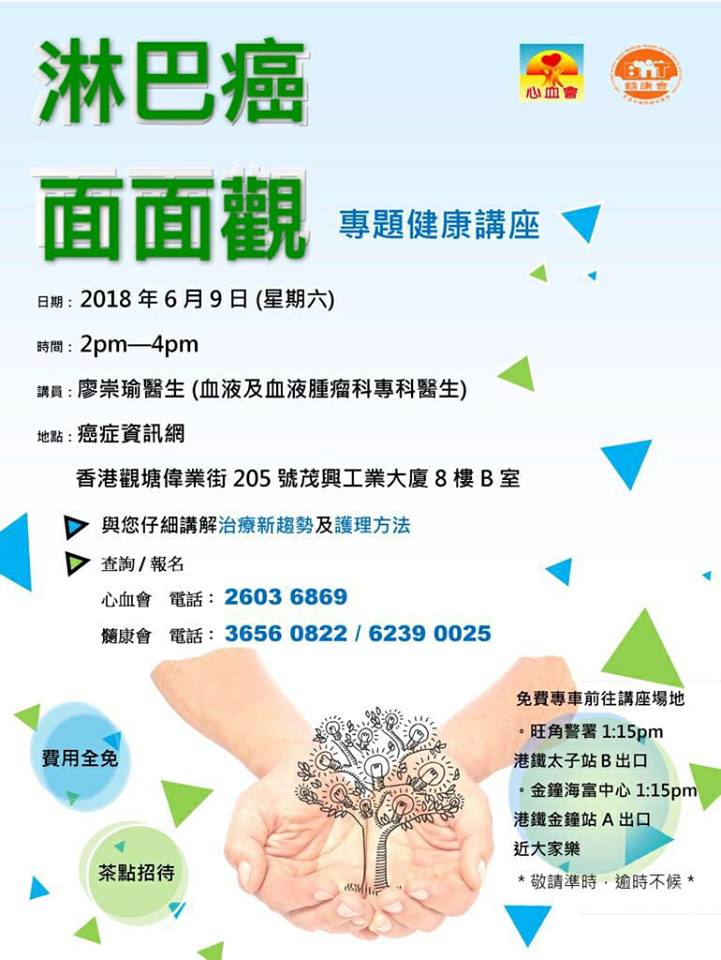 淋巴癌
心血會
BMT
髓康會
面面觀
專題健康講座
日期：2018 年 6 月 9 日 (星期六)
時間：2pm—4pm
講員：廖崇瑜醫生 (血液及血液腫瘤科專科醫生)
地點：癌症資訊網
香港觀塘偉業街 205 號茂興工業大廈 8 樓 B 室
與您仔細講解治療新趨勢及護理方法
查詢 / 報名
心血會 電話： 2603 6869
髓康會 電話： 3656 0822 / 6239 0025
費用全免
茶點招待
免費專車前往講座場地
。旺角警署 1:15pm
港鐵太子站 B 出口
。金鐘海富中心 1:15pm
港鐵金鐘站 A 出口
近大家樂
* 敬請準時．逾時不候 *